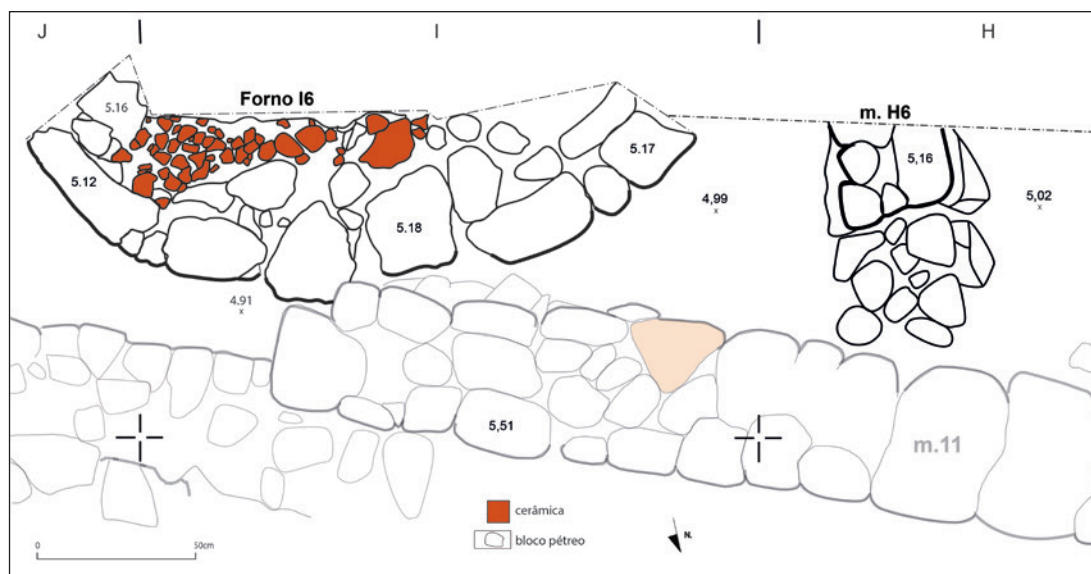 J I H
Forno I6
m. H6
5.16
5.12
5.18
5.17
4,99
5,16
5,02
4,91
5,51
m.11
cerâmica
bloco pétreo
0 50cm
N.